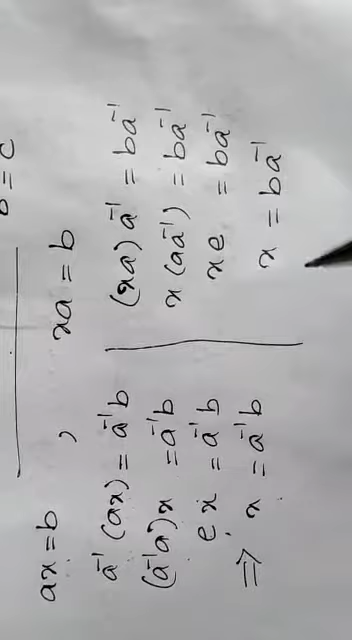 b = c
ax = b , xa = b
a⁻¹(ax) = a⁻¹b
(a⁻¹a)x = a⁻¹b
ex = a⁻¹b
⇒ x = a⁻¹b
(xa)a⁻¹ = ba⁻¹
x(aa⁻¹) = ba⁻¹
xe = ba⁻¹
x = ba⁻¹